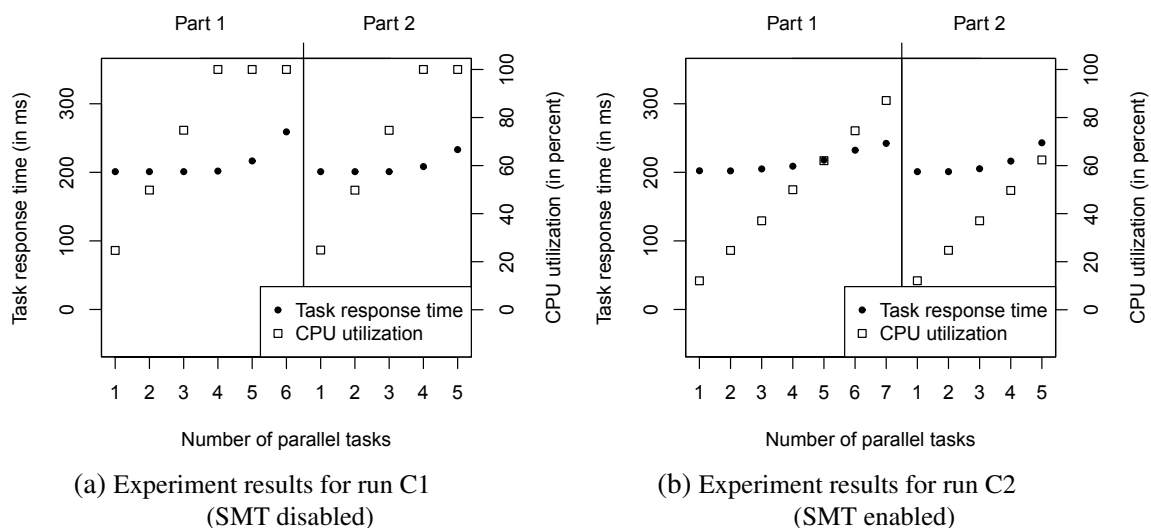 Part 1 Part 2
Task response time (in ms)
0 100 200 300
CPU utilization (in percent)
0 20 40 60 80 100
Task response time
CPU utilization
1 2 3 4 5 6 1 2 3 4 5
Number of parallel tasks
(a) Experiment results for run C1
(SMT disabled)
Part 1 Part 2
Task response time (in ms)
0 100 200 300
CPU utilization (in percent)
0 20 40 60 80 100
Task response time
CPU utilization
1 2 3 4 5 6 7 1 2 3 4 5
Number of parallel tasks
(b) Experiment results for run C2
(SMT enabled)